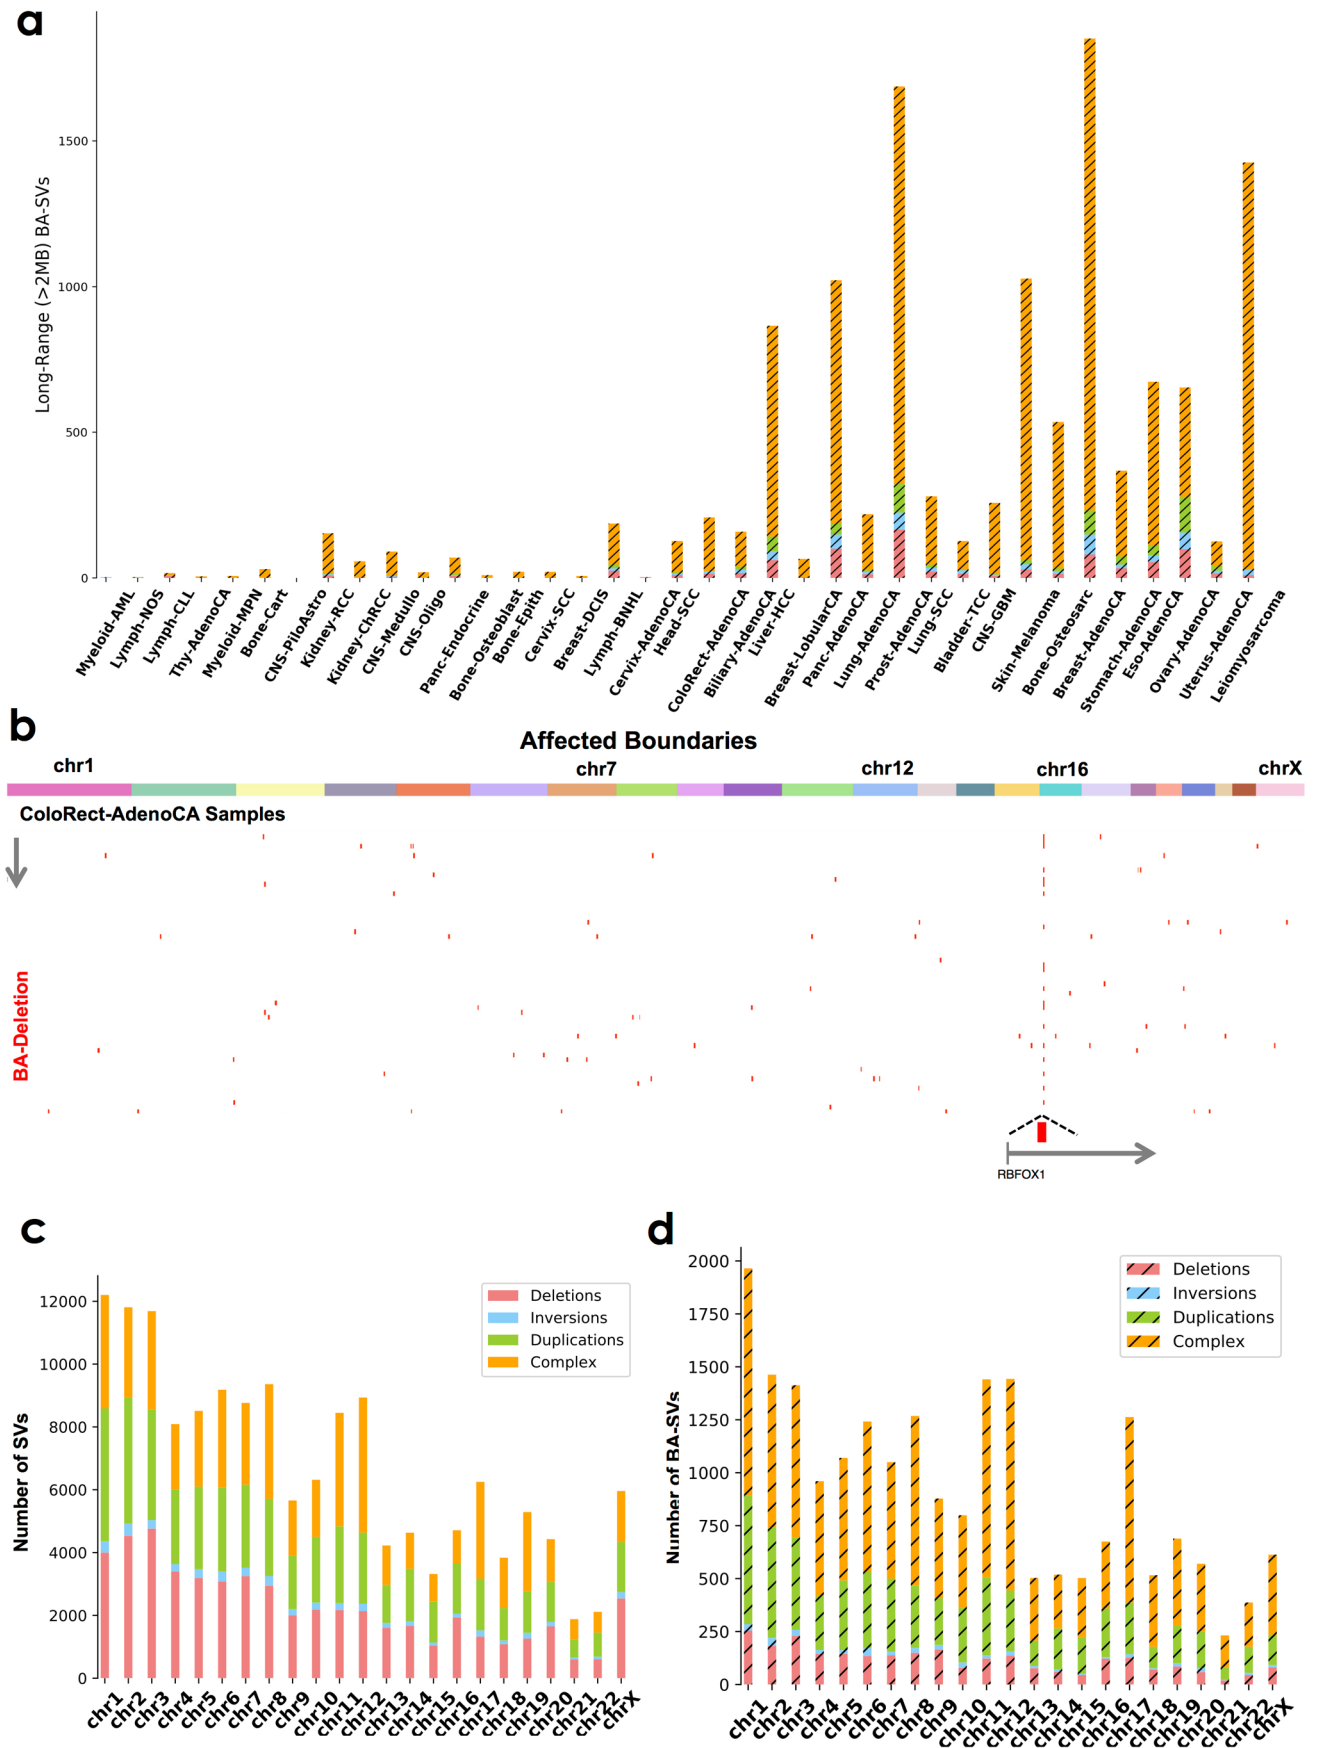 a
Long-Range (>2MB) BA-SVs
1500
1000
500
0
Myeloid-AML
Lymph-NOS
Lymph-CLL
Thy-AdenoCA
Myeloid-MPN
Bone-Cart
CNS-PiloAstro
Kidney-RCC
Kidney-ChRCC
CNS-Medullo
CNS-Oligo
Panc-Endocrine
Bone-Osteoblast
Bone-Epith
Cervix-SCC
Breast-DCIS
Lymph-BNHL
Cervix-AdenoCA
Head-SCC
ColoRect-AdenoCA
Biliary-AdenoCA
Liver-HCC
Breast-LobularCA
Panc-AdenoCA
Lung-AdenoCA
Prost-AdenoCA
Lung-SCC
Bladder-TCC
CNS-GBM
Skin-Melanoma
Bone-Osteosarc
Breast-AdenoCA
Stomach-AdenoCA
Eso-AdenoCA
Ovary-AdenoCA
Uterus-AdenoCA
Leiomyosarcoma
b
Affected Boundaries
chr1 chr7 chr12 chr16 chrX
ColoRect-AdenoCA Samples
BA-Deletion
RBFOX1
c
Number of SVs
12000
10000
8000
6000
4000
2000
0
Deletions
Inversions
Duplications
Complex
chr1
chr2
chr3
chr4
chr5
chr6
chr7
chr8
chr9
chr10
chr11
chr12
chr13
chr14
chr15
chr16
chr17
chr18
chr19
chr20
chr21
chr22
chrX
d
Number of BA-SVs
2000
1750
1500
1250
1000
750
500
250
0
Deletions
Inversions
Duplications
Complex
chr1
chr2
chr3
chr4
chr5
chr6
chr7
chr8
chr9
chr10
chr11
chr12
chr13
chr14
chr15
chr16
chr17
chr18
chr19
chr20
chr21
chr22
chrX